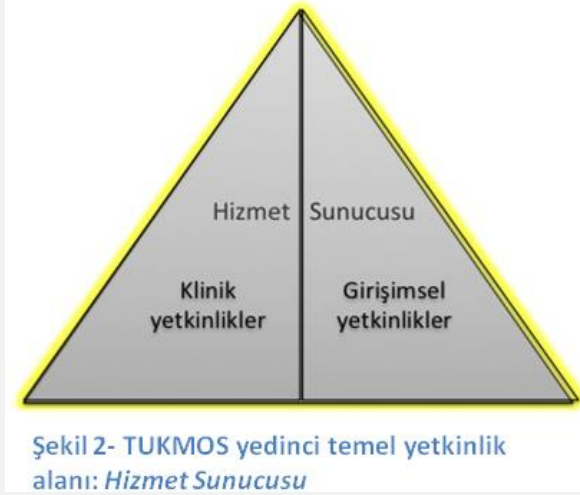 Hizmet Sunucusu
Klinik yetkinlikler
Girişimsel yetkinlikler
Şekil 2- TUKMOS yedinci temel yetkinlik
alanı: Hizmet Sunucusu